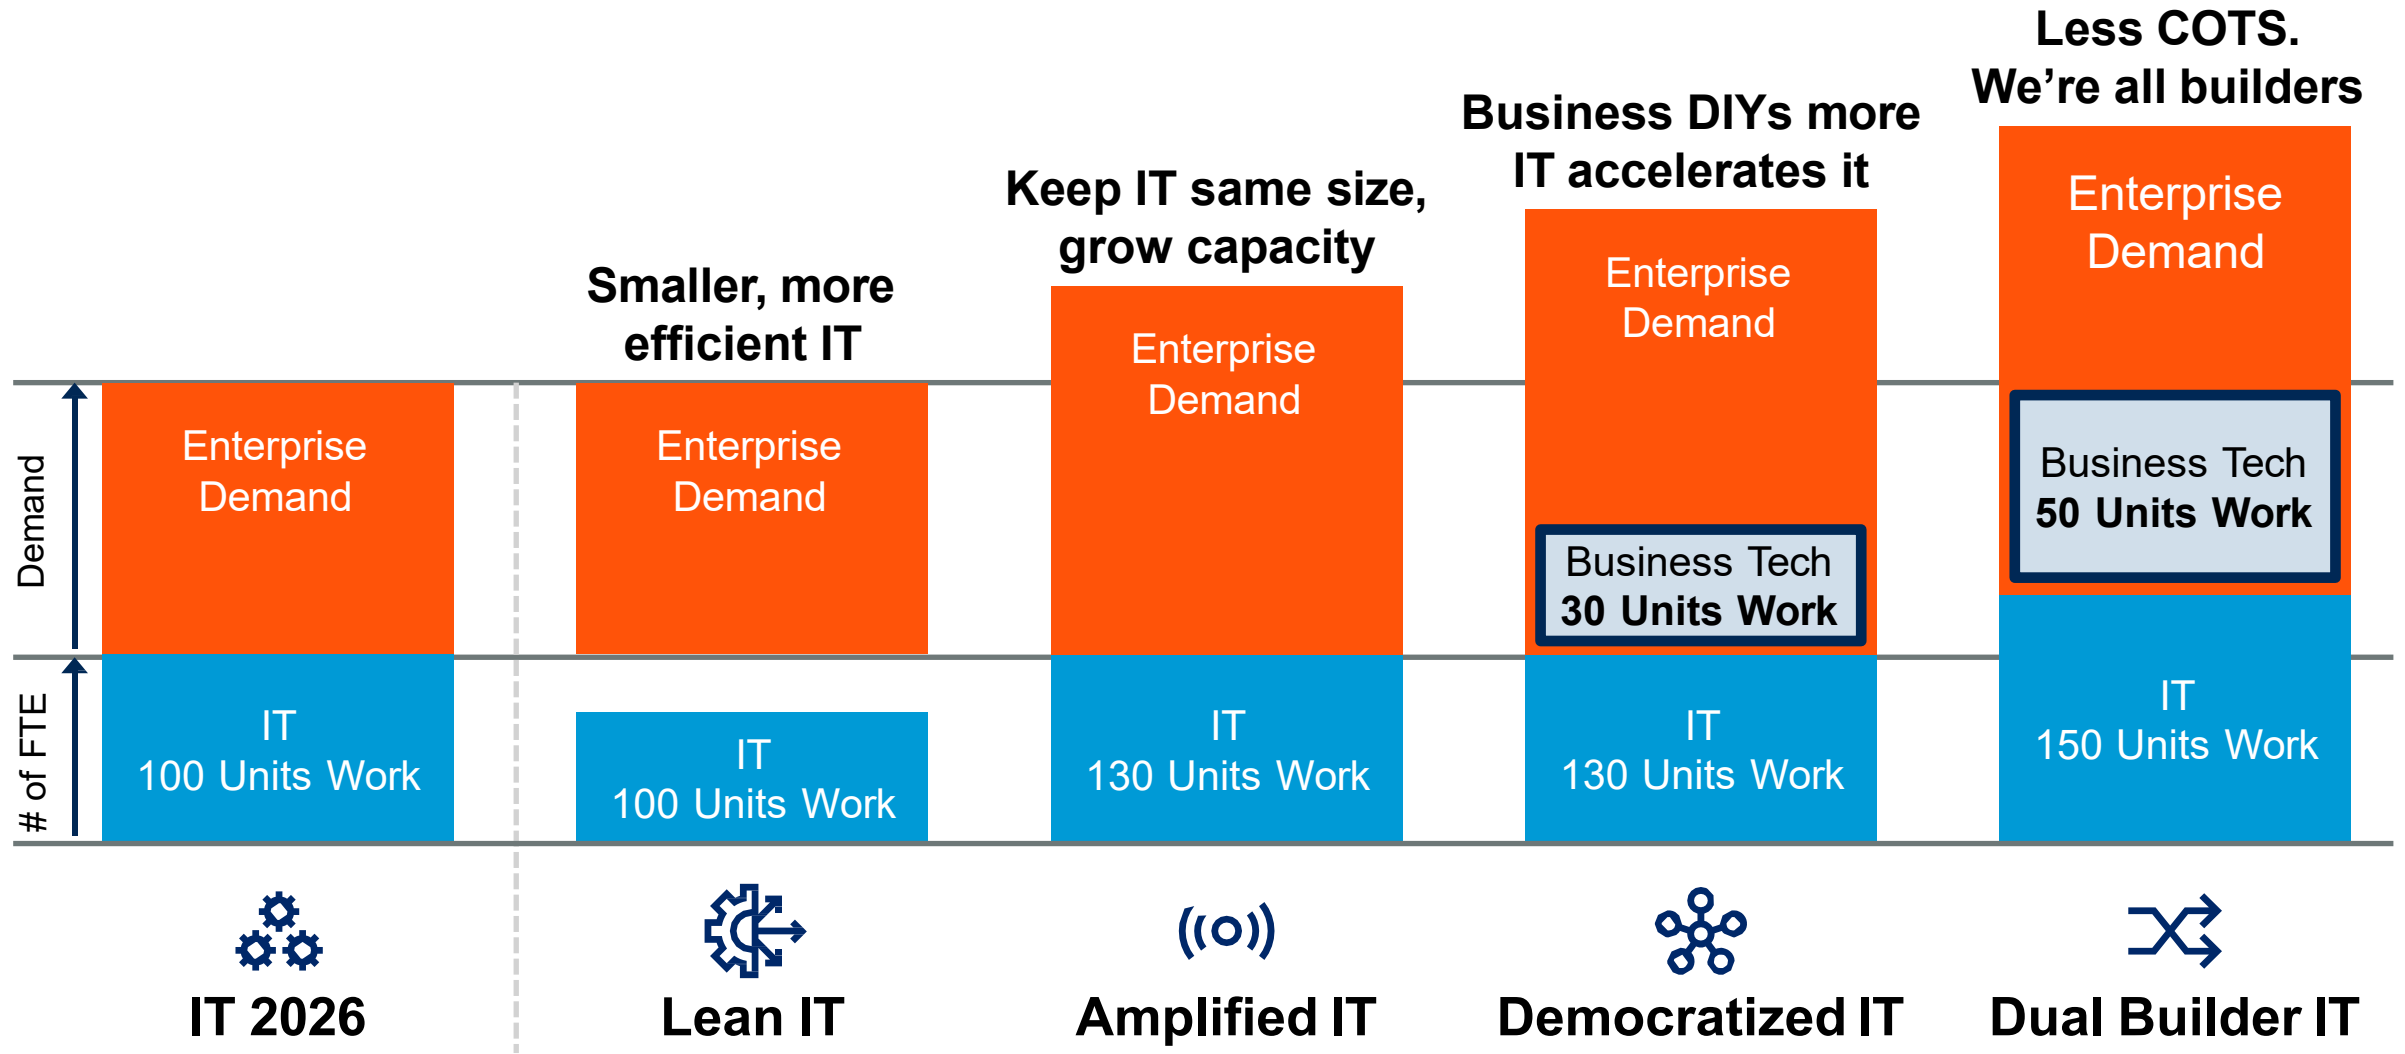 Less COTS.
We're all builders
Business DIYs more
IT accelerates it
Keep IT same size,
grow capacity
Smaller, more
efficient IT
Demand
# of FTE
Enterprise
Demand
IT
100 Units Work
Enterprise
Demand
IT
100 Units Work
Enterprise
Demand
IT
130 Units Work
Enterprise
Demand
Business Tech
30 Units Work
IT
130 Units Work
Enterprise
Demand
Business Tech
50 Units Work
IT
150 Units Work
IT 2026
Lean IT
Amplified IT
Democratized IT
Dual Builder IT